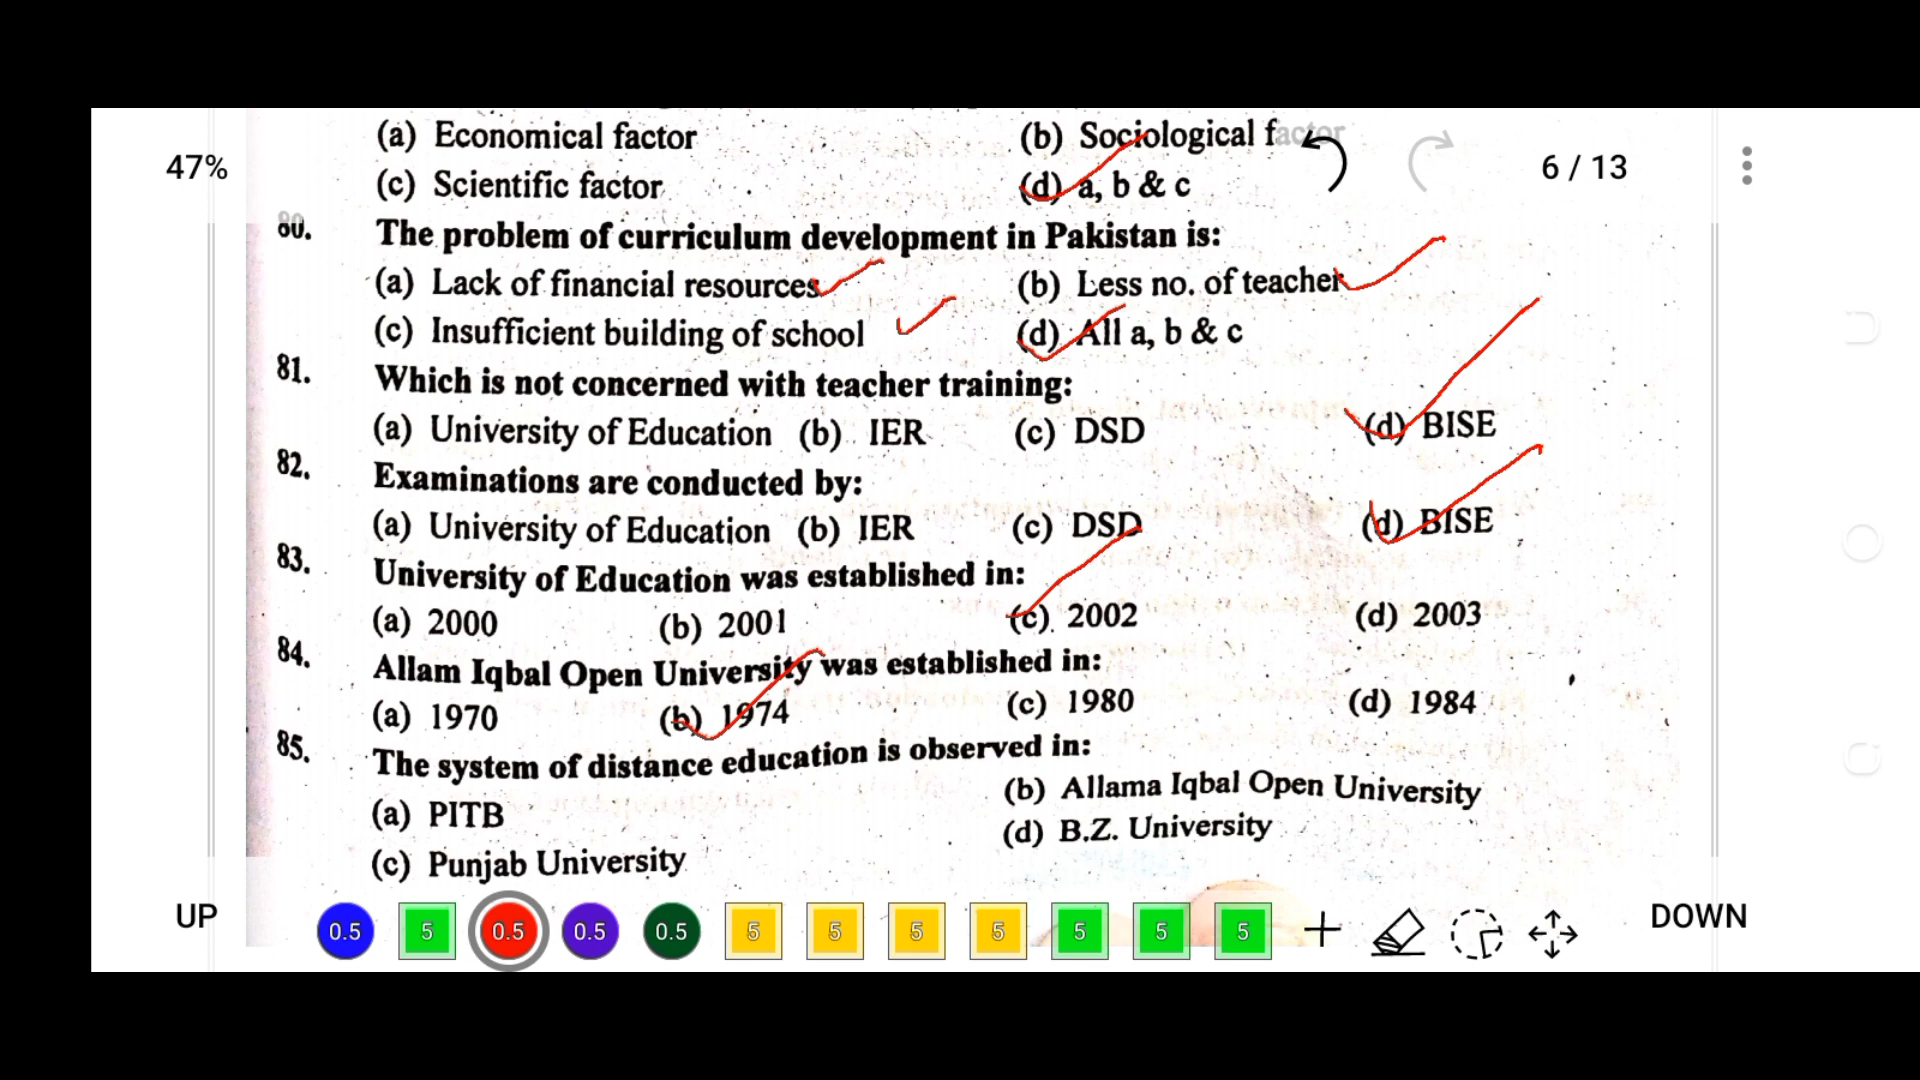 (a) Economical factor (b) Sociological factor
47% 6 / 13
(c) Scientific factor (d) a, b & c
80. The problem of curriculum development in Pakistan is:
(a) Lack of financial resources (b) Less no. of teacher
(c) Insufficient building of school (d) All a, b & c
81. Which is not concerned with teacher training:
(a) University of Education (b) IER (c) DSD (d) BISE
82. Examinations are conducted by:
(a) University of Education (b) IER (c) DSD (d) BISE
83. University of Education was established in:
(a) 2000 (b) 2001 (c) 2002 (d) 2003
84. Allam Iqbal Open University was established in:
(a) 1970 (b) 1974 (c) 1980 (d) 1984
85. The system of distance education is observed in:
(a) PITB (b) Allama Iqbal Open University
(c) Punjab University (d) B.Z. University
UP 0.5 5 0.5 0.5 0.5 5 5 5 5 5 5 5 DOWN